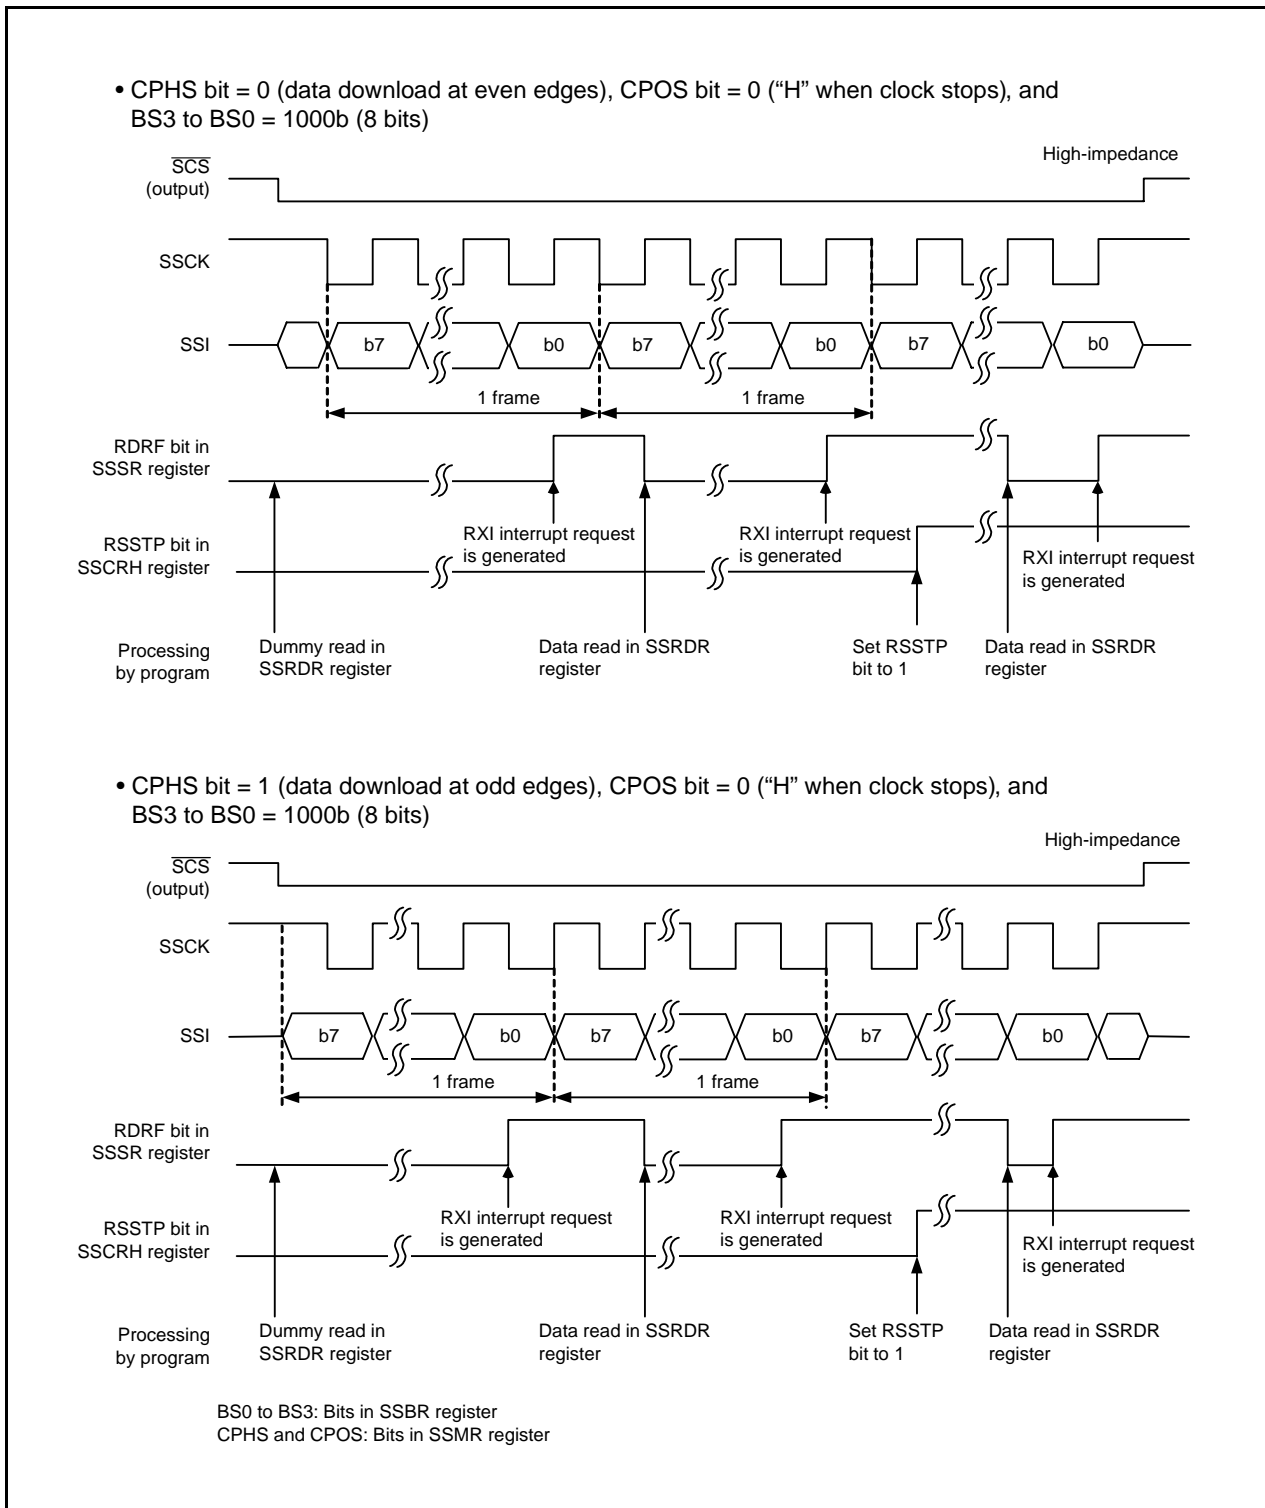 • CPHS bit = 0 (data download at even edges), CPOS bit = 0 (“H” when clock stops), and
BS3 to BS0 = 1000b (8 bits)
High-impedance
SCS
(output)
SSCK
SSI
b7
b0
b7
b0
b7
b0
1 frame
1 frame
RDRF bit in
SSSR register
RXI interrupt request
is generated
RXI interrupt request
is generated
RXI interrupt request
is generated
RSSTP bit in
SSCRH register
Processing
by program
Dummy read in
SSRDR register
Data read in SSRDR
register
Set RSSTP
bit to 1
Data read in SSRDR
register
• CPHS bit = 1 (data download at odd edges), CPOS bit = 0 (“H” when clock stops), and
BS3 to BS0 = 1000b (8 bits)
High-impedance
SCS
(output)
SSCK
SSI
b7
b0
b7
b0
b7
b0
1 frame
1 frame
RDRF bit in
SSSR register
RXI interrupt request
is generated
RXI interrupt request
is generated
RXI interrupt request
is generated
RSSTP bit in
SSCRH register
Processing
by program
Dummy read in
SSRDR register
Data read in SSRDR
register
Set RSSTP
bit to 1
Data read in SSRDR
register
BS0 to BS3: Bits in SSBR register
CPHS and CPOS: Bits in SSMR register